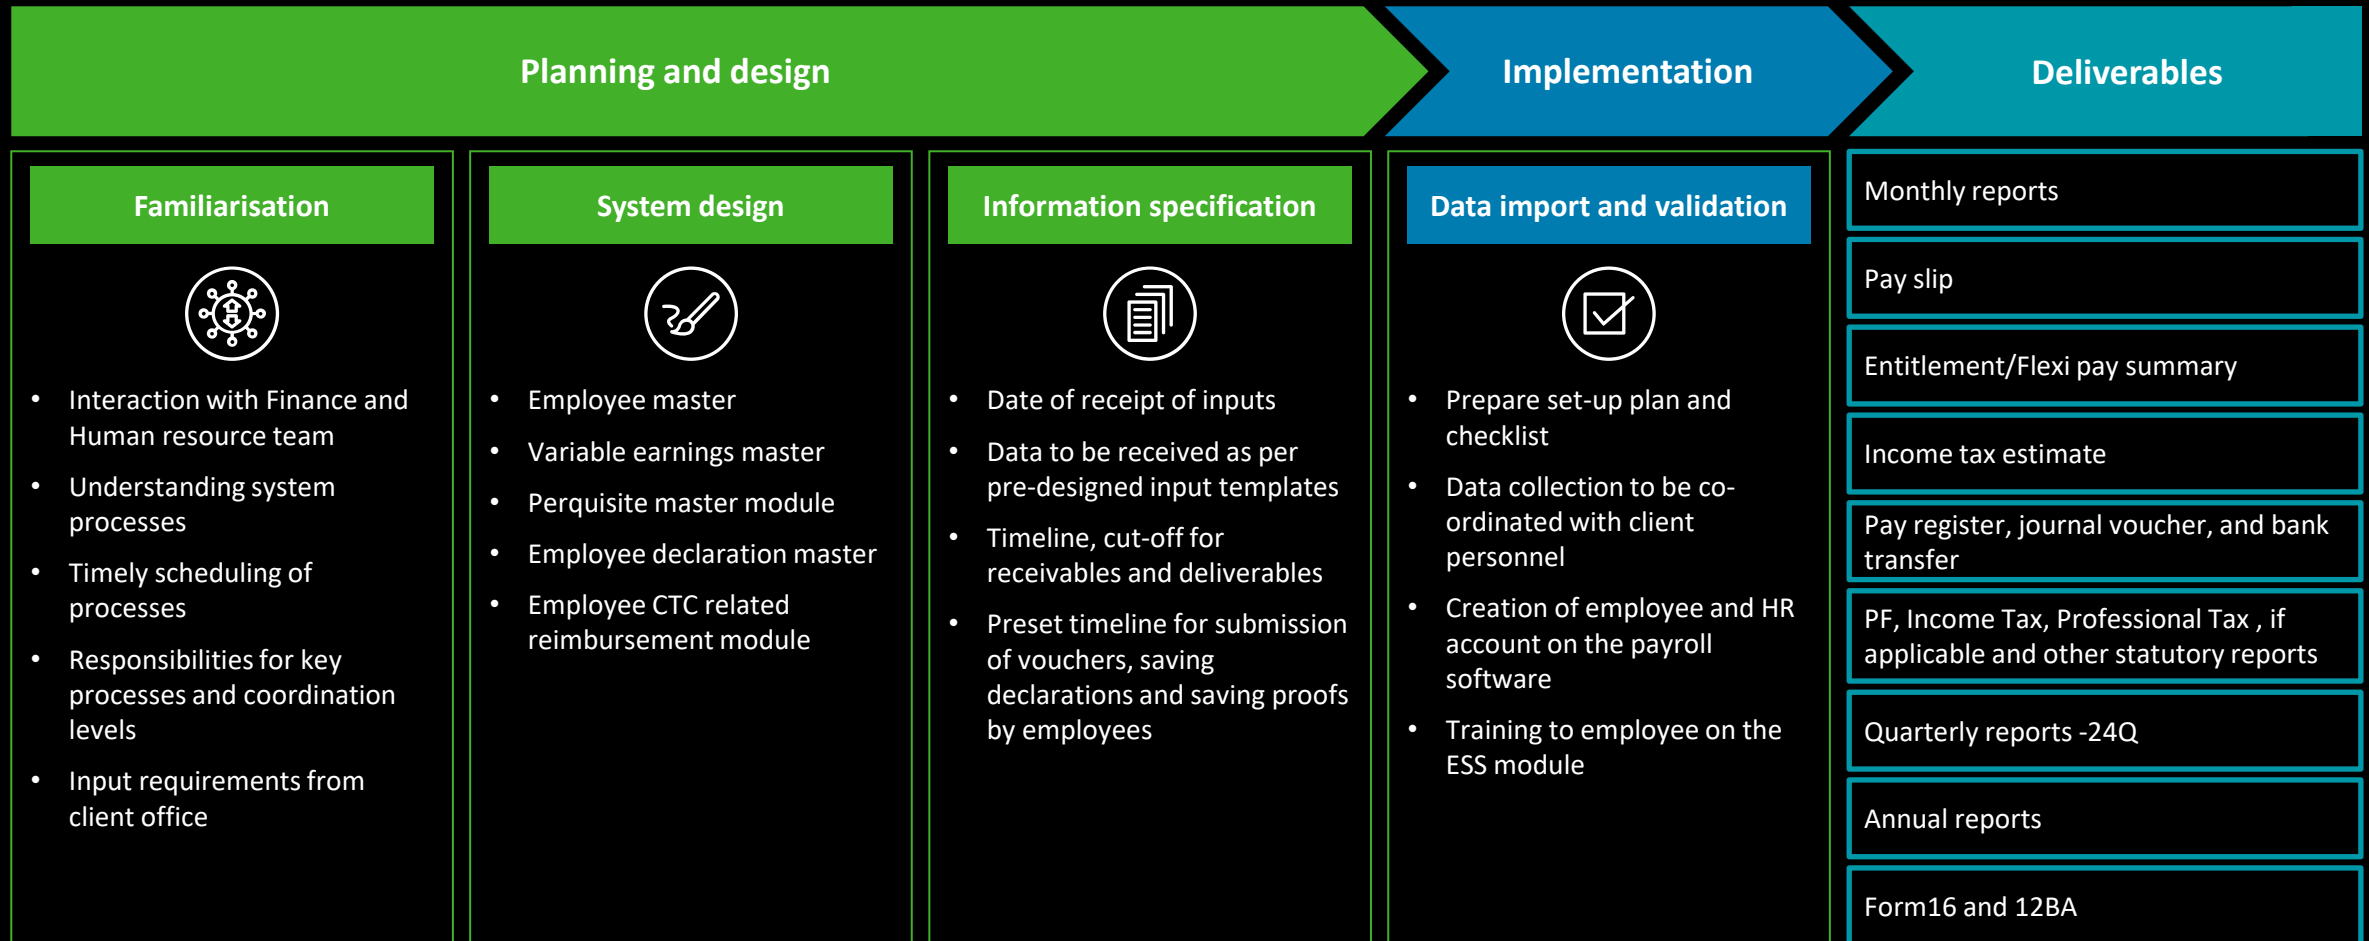 Planning and design
Implementation
Deliverables
Familiarisation
• Interaction with Finance and
Human resource team
• Understanding system
processes
• Timely scheduling of
processes
• Responsibilities for key
processes and coordination
levels
• Input requirements from
client office
System design
• Employee master
• Variable earnings master
• Perquisite master module
• Employee declaration master
• Employee CTC related
reimbursement module
Information specification
• Date of receipt of inputs
• Data to be received as per
pre-designed input templates
• Timeline, cut-off for
receivables and deliverables
• Preset timeline for submission
of vouchers, saving
declarations and saving proofs
by employees
Data import and validation
• Prepare set-up plan and
checklist
• Data collection to be co-
ordinated with client
personnel
• Creation of employee and HR
account on the payroll
software
• Training to employee on the
ESS module
Monthly reports
Pay slip
Entitlement/Flexi pay summary
Income tax estimate
Pay register, journal voucher, and bank
transfer
PF, Income Tax, Professional Tax , if
applicable and other statutory reports
Quarterly reports -24Q
Annual reports
Form16 and 12BA